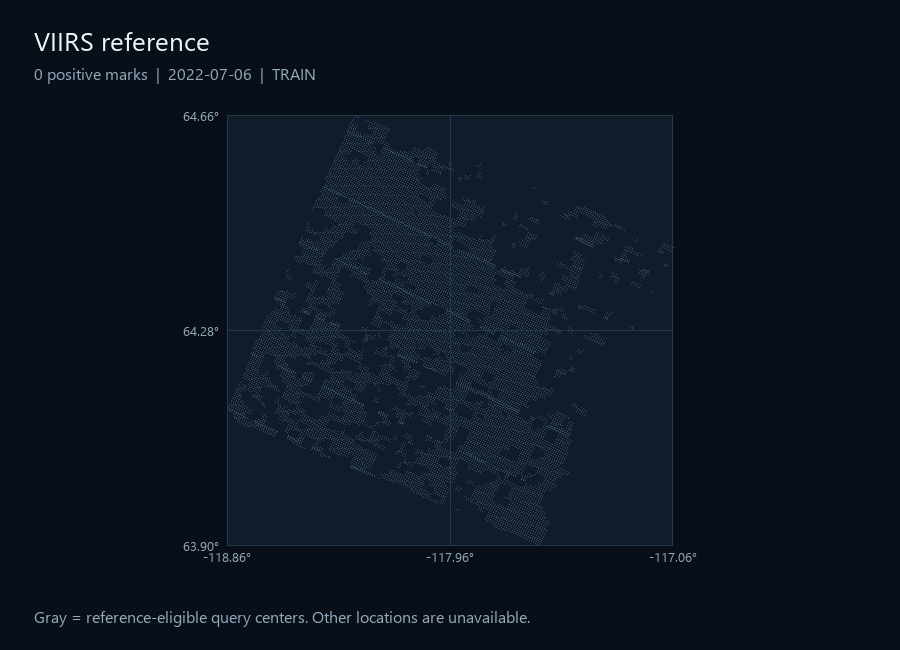 VIIRS reference
0 positive marks | 2022-07-06 | TRAIN
64.66°
64.28°
63.90°
-118.86°
-117.96°
-117.06°
Gray = reference-eligible query centers. Other locations are unavailable.